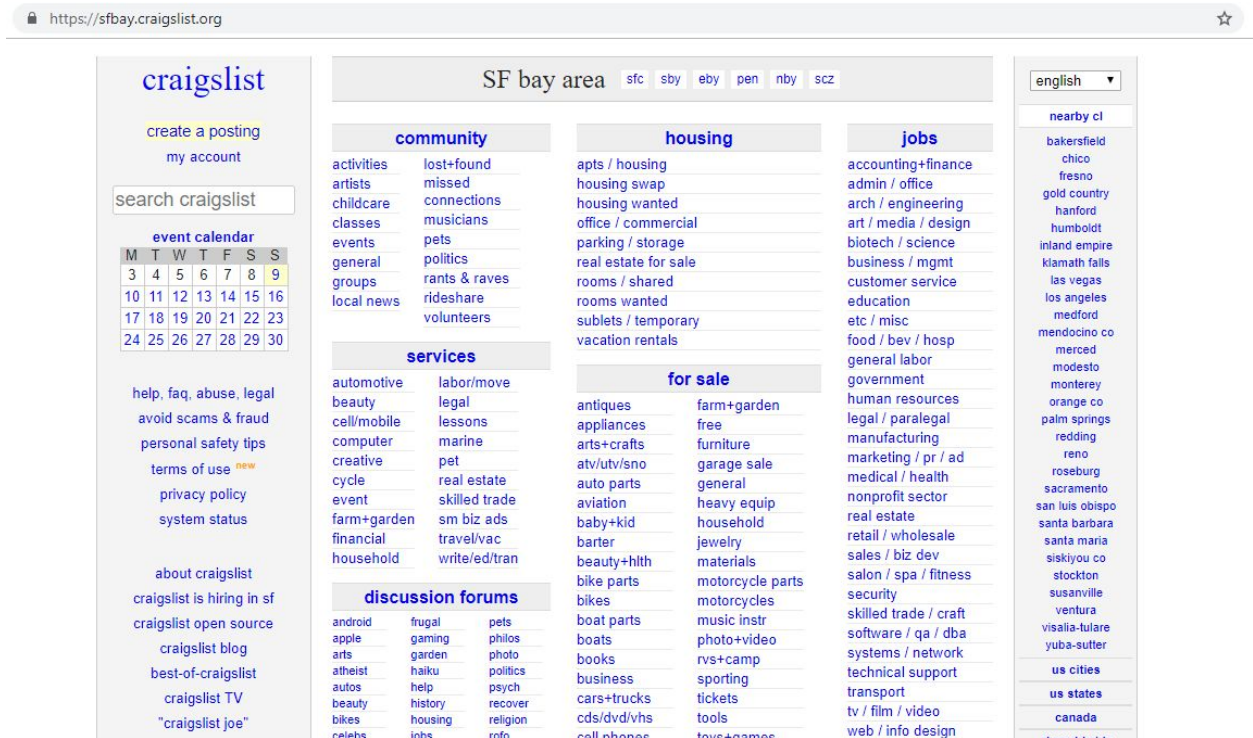 https://sfbay.craigslist.org
craigslist
create a posting
my account
search craigslist
event calendar
M T W T F S S
3 4 5 6 7 8 9
10 11 12 13 14 15 16
17 18 19 20 21 22 23
24 25 26 27 28 29 30
help, faq, abuse, legal
avoid scams & fraud
personal safety tips
terms of use new
privacy policy
system status
about craigslist
craigslist is hiring in sf
craigslist open source
craigslist blog
best-of-craigslist
craigslist TV
"craigslist joe"
SF bay area sfc sby eby pen nby scz
community
activities
artists
childcare
classes
events
general
groups
local news
lost+found
missed
connections
musicians
pets
politics
rants & raves
rideshare
volunteers
services
automotive
beauty
cell/mobile
computer
creative
cycle
event
farm+garden
financial
household
labor/move
legal
lessons
marine
pet
real estate
skilled trade
sm biz ads
travel/vac
write/ed/tran
discussion forums
android
apple
arts
atheist
autos
beauty
bikes
celebs
frugal
gaming
garden
haiku
help
history
housing
jobs
pets
philos
photo
politics
psych
recover
religion
rofo
housing
apts / housing
housing swap
housing wanted
office / commercial
parking / storage
real estate for sale
rooms / shared
rooms wanted
sublets / temporary
vacation rentals
for sale
antiques
appliances
arts+crafts
atv/utv/sno
auto parts
aviation
baby+kid
barter
beauty+hlth
bike parts
bikes
boat parts
boats
books
business
cars+trucks
cds/dvd/vhs
cell phones
farm+garden
free
furniture
garage sale
general
heavy equip
household
jewelry
materials
motorcycle parts
motorcycles
music instr
photo+video
rvs+camp
sporting
tickets
tools
toys+games
jobs
accounting+finance
admin / office
arch / engineering
art / media / design
biotech / science
business / mgmt
customer service
education
etc / misc
food / bev / hosp
general labor
government
human resources
legal / paralegal
manufacturing
marketing / pr / ad
medical / health
nonprofit sector
real estate
retail / wholesale
sales / biz dev
salon / spa / fitness
security
skilled trade / craft
software / qa / dba
systems / network
technical support
transport
tv / film / video
web / info design
english
nearby cl
bakersfield
chico
fresno
gold country
hanford
humboldt
inland empire
klamath falls
las vegas
los angeles
medford
mendocino co
merced
modesto
monterey
orange co
palm springs
redding
reno
roseburg
sacramento
san luis obispo
santa barbara
santa maria
siskiyou co
stockton
susanville
ventura
visalia-tulare
yuba-sutter
us cities
us states
canada